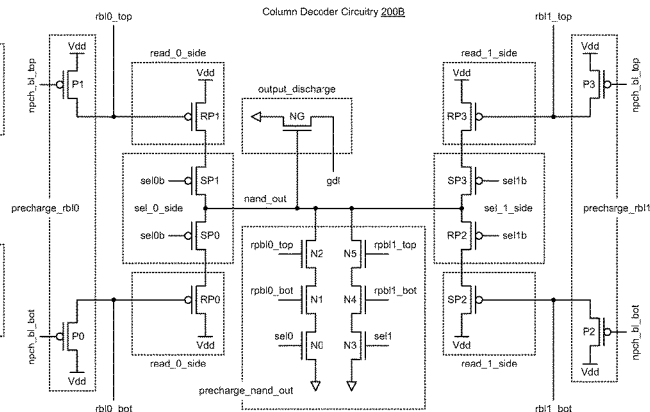 Column Decoder Circuitry 200B
rbl0_top
rbl1_top
npch_bl_top
Vdd
P1
read_0_side
Vdd
RP1
output_discharge
NG
gdl
read_1_side
Vdd
RP3
Vdd
P3
npch_bl_top
sel0b
SP1
SP3
sel1b
precharge_rbl0
sel_0_side
nand_out
sel_1_side
precharge_rbl1
sel0b
SP0
RP2
sel1b
rpbl0_top
N2
N5
rpbl1_top
rpbl0_bot
N1
N4
rpbl1_bot
sel0
N0
N3
sel1
precharge_nand_out
npch_bl_bot
P0
Vdd
RP0
Vdd
read_0_side
SP2
Vdd
read_1_side
P2
Vdd
npch_bl_bot
rbl0_bot
rbl1_bot